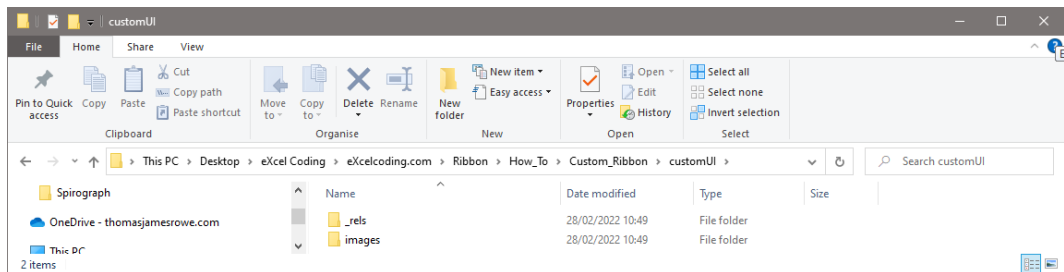 customUI
File Home Share View
Pin to Quick access
Copy
Paste
Cut
Copy path
Paste shortcut
Clipboard
Move to
Copy to
Delete
Rename
Organise
New folder
New item
Easy access
New
Properties
Open
Edit
History
Open
Select all
Select none
Invert selection
Select
This PC > Desktop > eXcel Coding > eXcelcoding.com > Ribbon > How_To > Custom_Ribbon > customUI >
Search customUI
Spirograph
OneDrive - thomasjamesrowe.com
This PC
Name Date modified Type Size
_rels 28/02/2022 10:49 File folder
images 28/02/2022 10:49 File folder
2 items